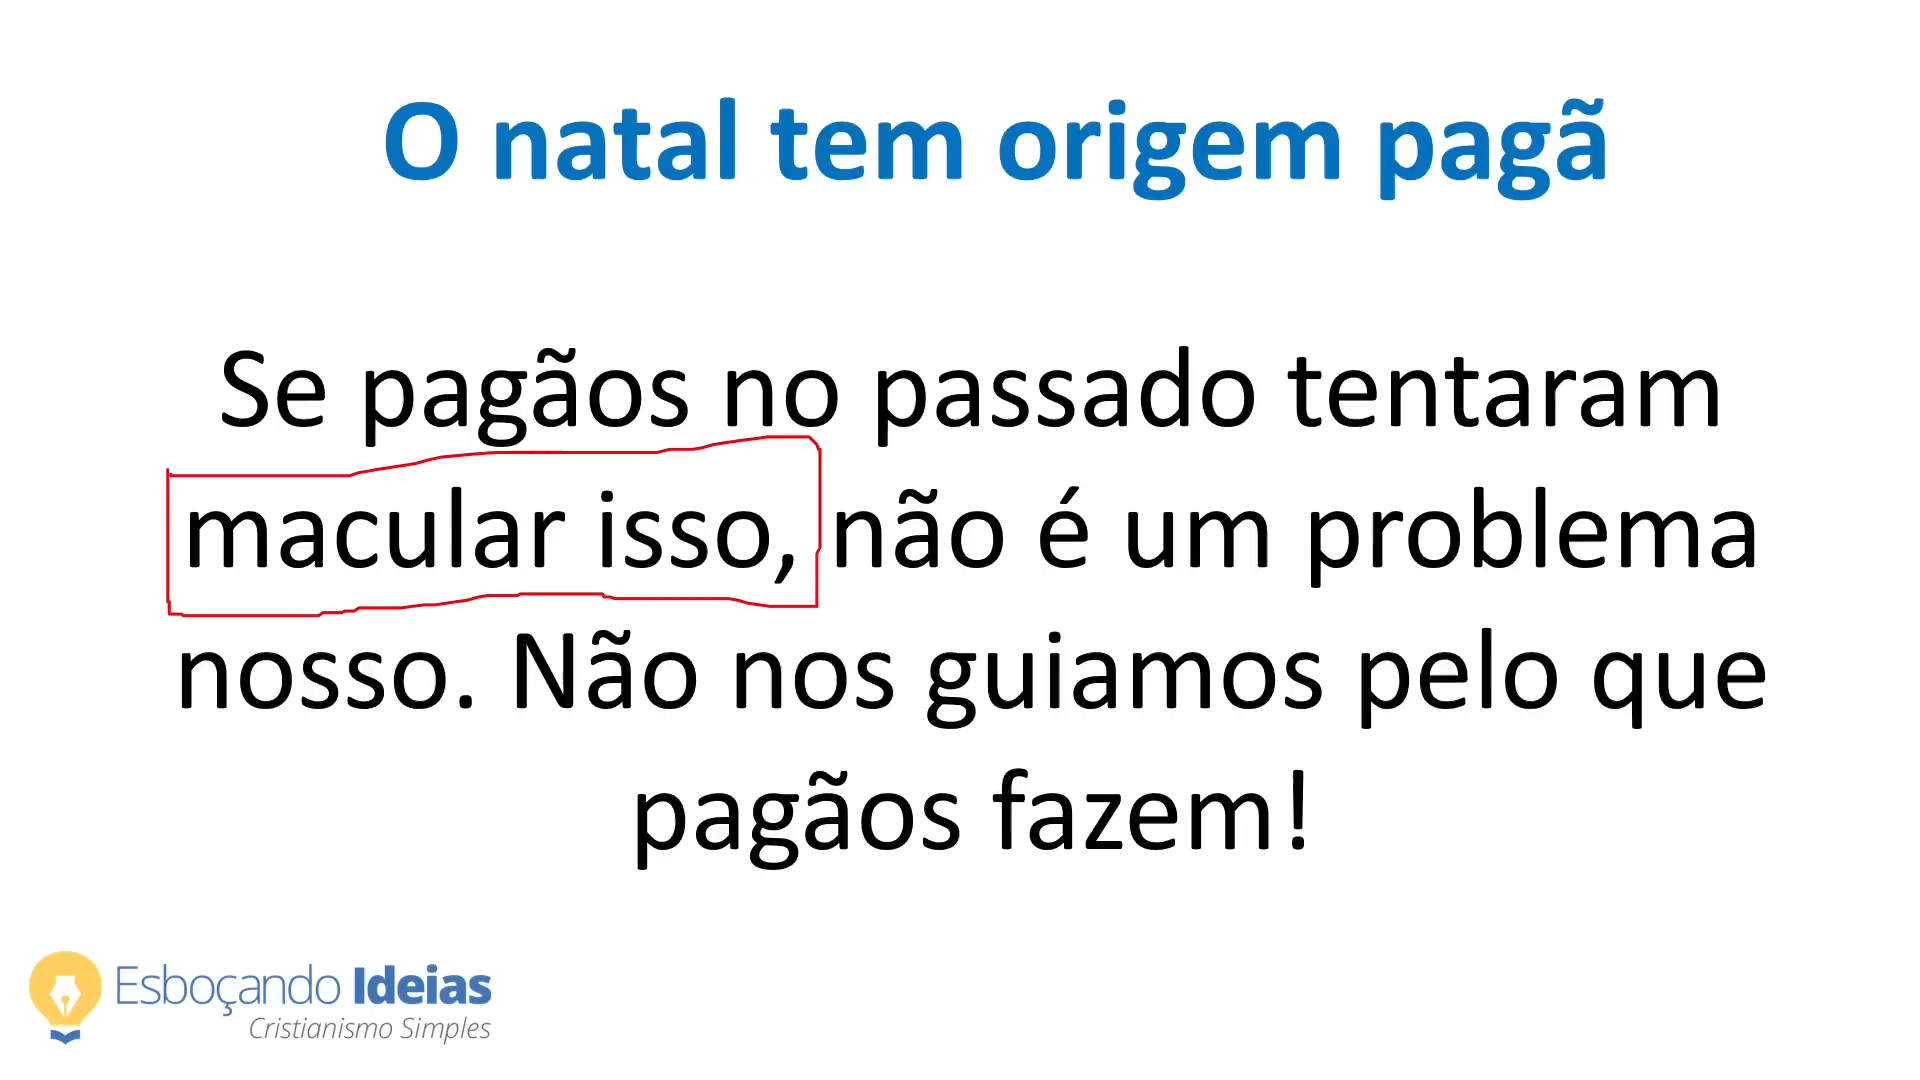 O natal tem origem pagã
Se pagãos no passado tentaram
macular isso, não é um problema
nosso. Não nos guiamos pelo que
pagãos fazem!
Esboçando Ideias
Cristianismo Simples